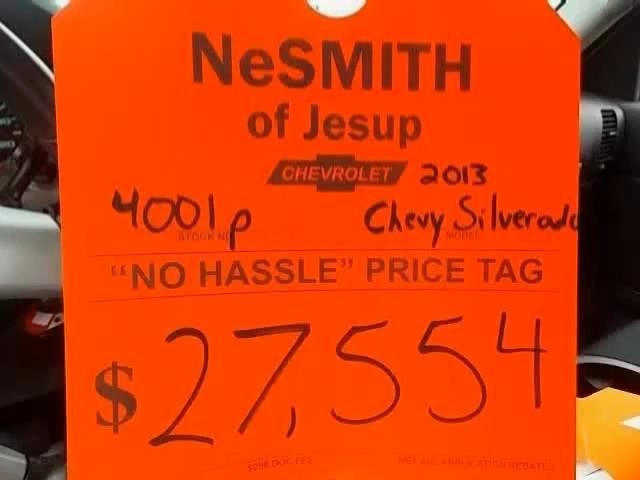 NeSMITH
of Jesup
CHEVROLET 2013
4001p Chevy Silverado
STOCK NO. MODEL
"NO HASSLE" PRICE TAG
$27,554
$298 DOC FEE NET ALL APPLICATION REBATES